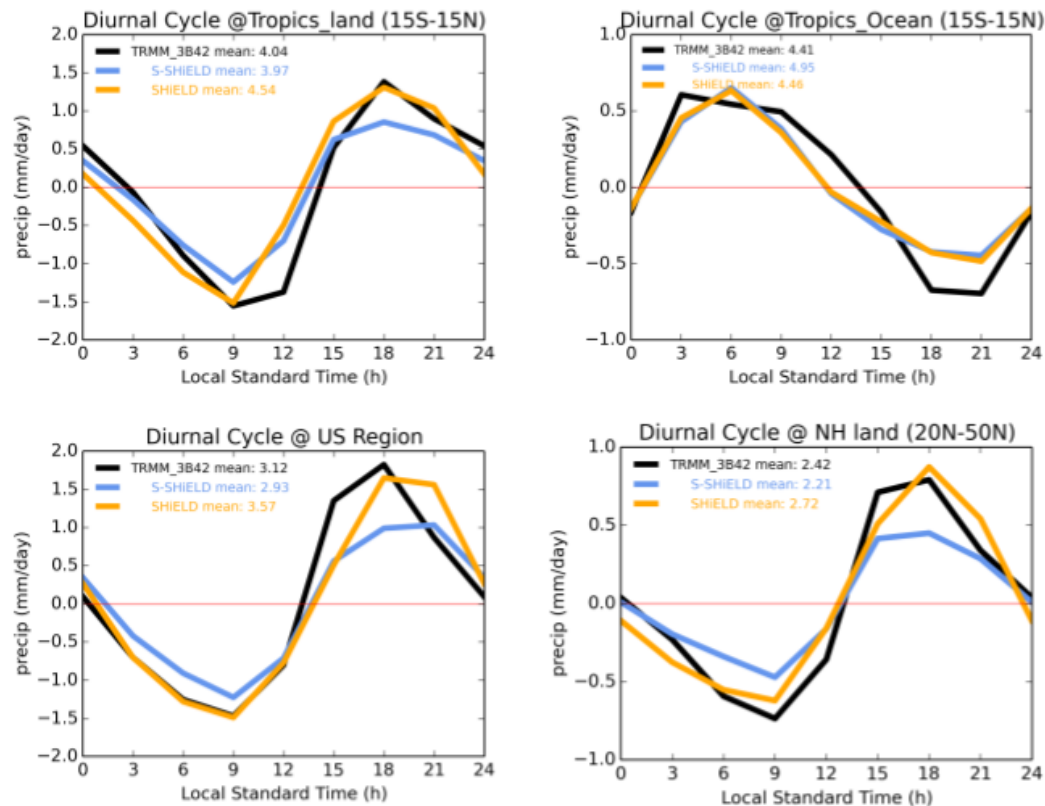 Diurnal Cycle @Tropics_land (15S-15N)
TRMM_3B42 mean: 4.04
S-SHiELD mean: 3.97
SHiELD mean: 4.54
precip (mm/day)
2.0
1.5
1.0
0.5
0.0
−0.5
−1.0
−1.5
−2.0
0 3 6 9 12 15 18 21 24
Local Standard Time (h)
Diurnal Cycle @Tropics_Ocean (15S-15N)
TRMM_3B42 mean: 4.41
S-SHiELD mean: 4.95
SHiELD mean: 4.46
precip (mm/day)
1.0
0.5
0.0
−0.5
−1.0
0 3 6 9 12 15 18 21 24
Local Standard Time (h)
Diurnal Cycle @ US Region
TRMM_3B42 mean: 3.12
S-SHiELD mean: 2.93
SHiELD mean: 3.57
precip (mm/day)
2.0
1.5
1.0
0.5
0.0
−0.5
−1.0
−1.5
−2.0
0 3 6 9 12 15 18 21 24
Local Standard Time (h)
Diurnal Cycle @ NH land (20N-50N)
TRMM_3B42 mean: 2.42
S-SHiELD mean: 2.21
SHiELD mean: 2.72
precip (mm/day)
1.0
0.5
0.0
−0.5
−1.0
0 3 6 9 12 15 18 21 24
Local Standard Time (h)